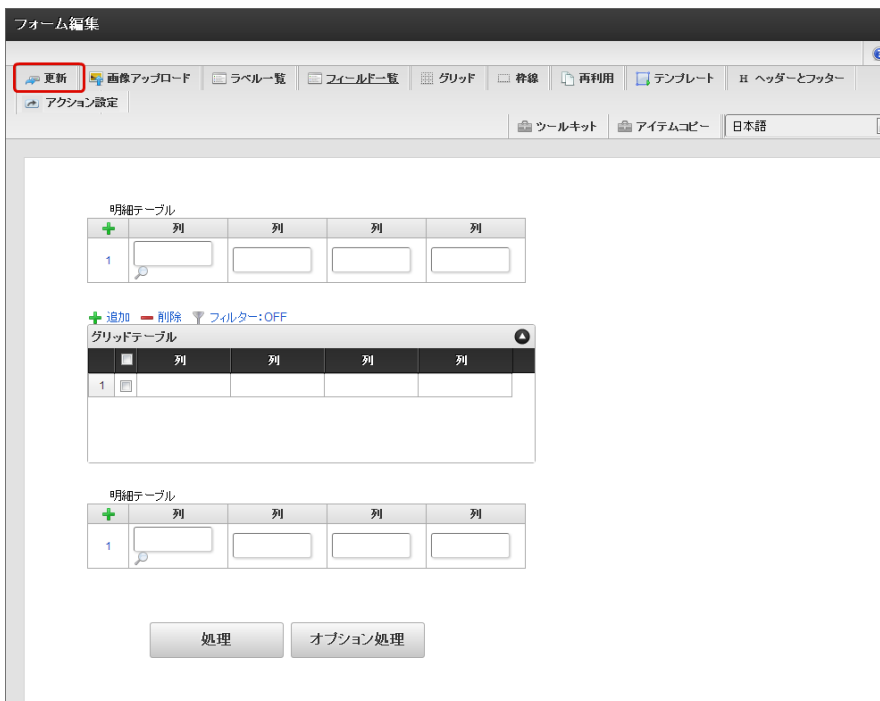 フォーム編集
更新 画像アップロード ラベル一覧 フィールド一覧 グリッド 枠線 再利用 テンプレート H ヘッダーとフッター
アクション設定
ツールキット アイテムコピー 日本語
明細テーブル
列 列 列 列
1
追加 削除 フィルター:OFF
グリッドテーブル
列 列 列 列
1
明細テーブル
列 列 列 列
1
処理 オプション処理